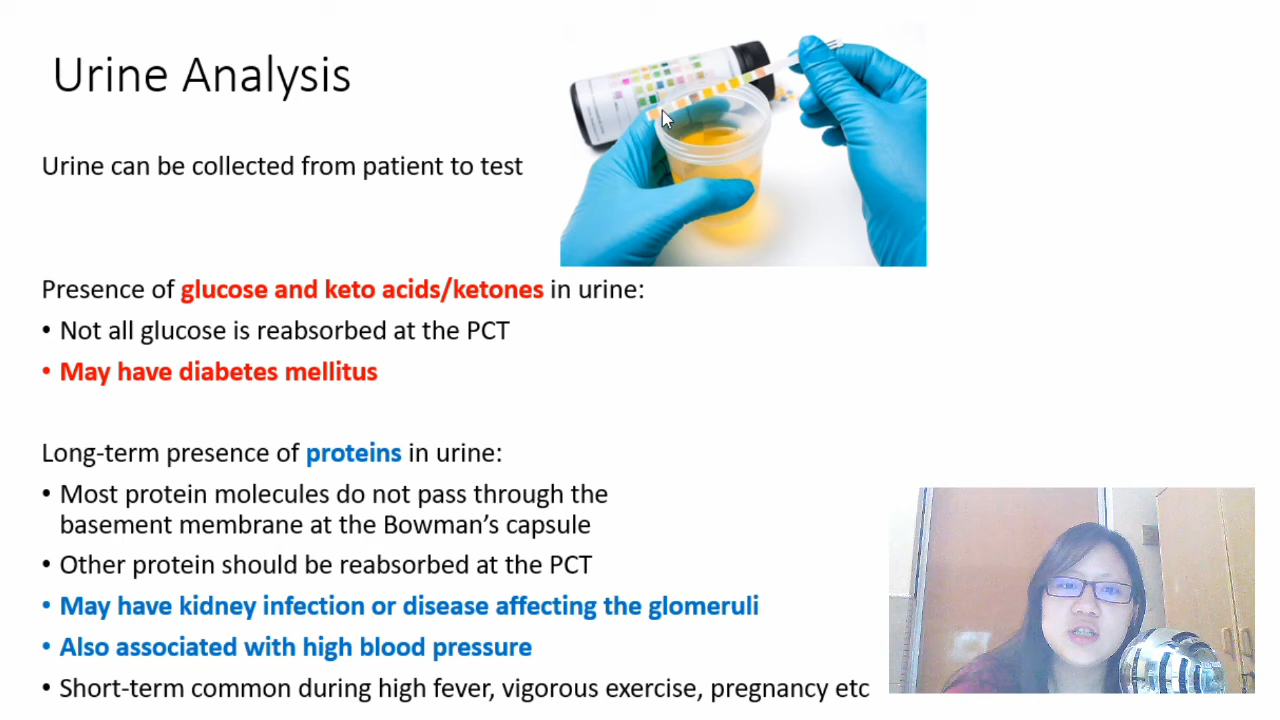 Urine Analysis
Urine can be collected from patient to test
Presence of glucose and keto acids/ketones in urine:
• Not all glucose is reabsorbed at the PCT
• May have diabetes mellitus
Long-term presence of proteins in urine:
• Most protein molecules do not pass through the
basement membrane at the Bowman's capsule
• Other protein should be reabsorbed at the PCT
• May have kidney infection or disease affecting the glomeruli
• Also associated with high blood pressure
• Short-term common during high fever, vigorous exercise, pregnancy etc